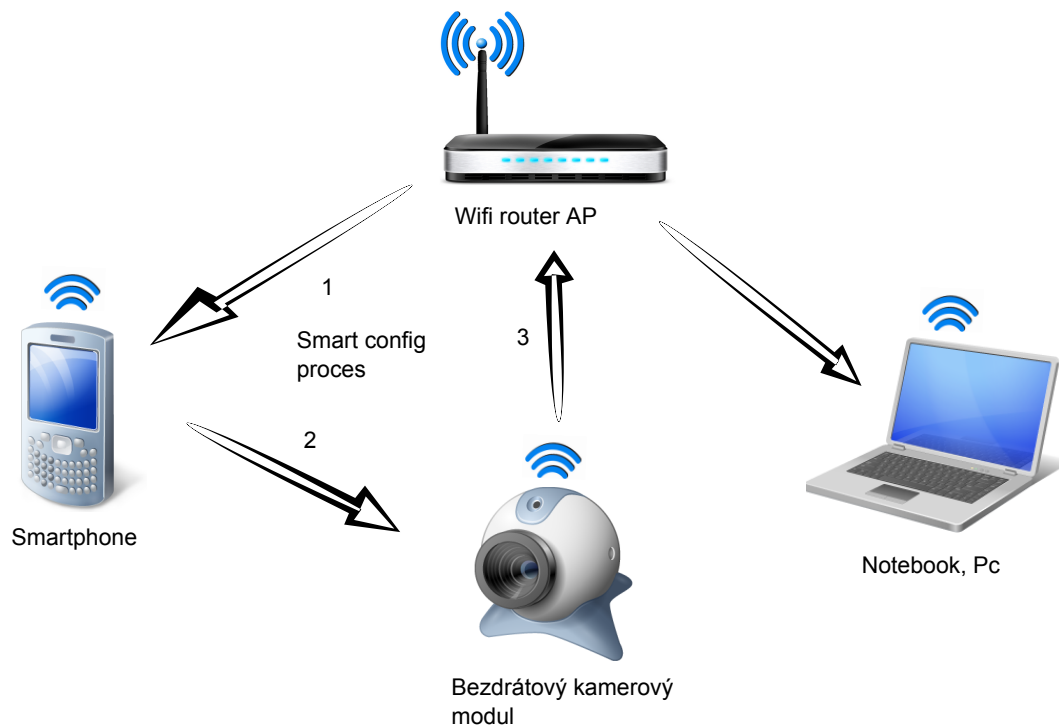 Wifi router AP
1
Smart config
proces
3
2
Smartphone
Notebook, Pc
Bezdrátový kamerový
modul